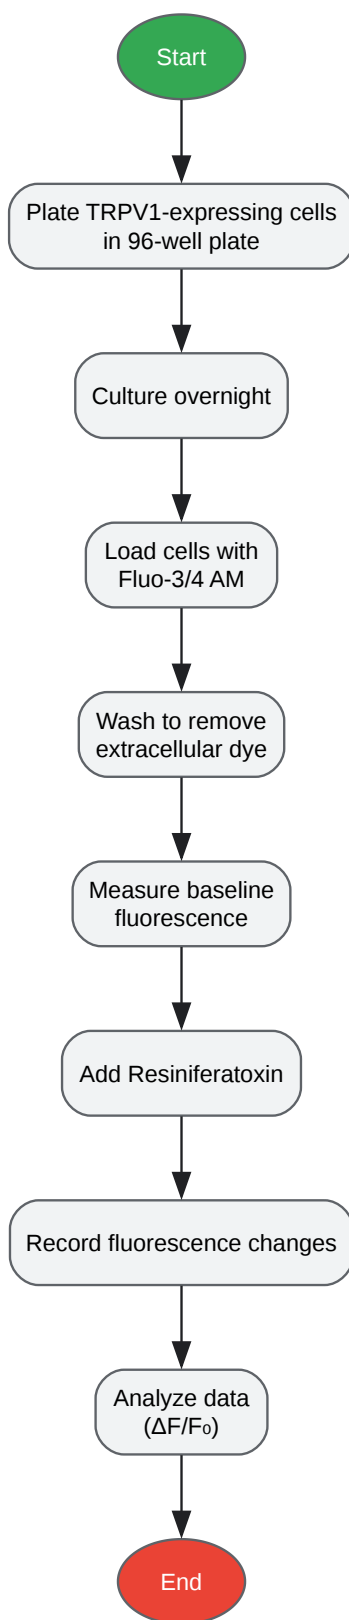 Start
Plate TRPV1-expressing cells
in 96-well plate
Culture overnight
Load cells with
Fluo-3/4 AM
Wash to remove
extracellular dye
Measure baseline
fluorescence
Add Resiniferatoxin
Record fluorescence changes
Analyze data
(ΔF/F₀)
End